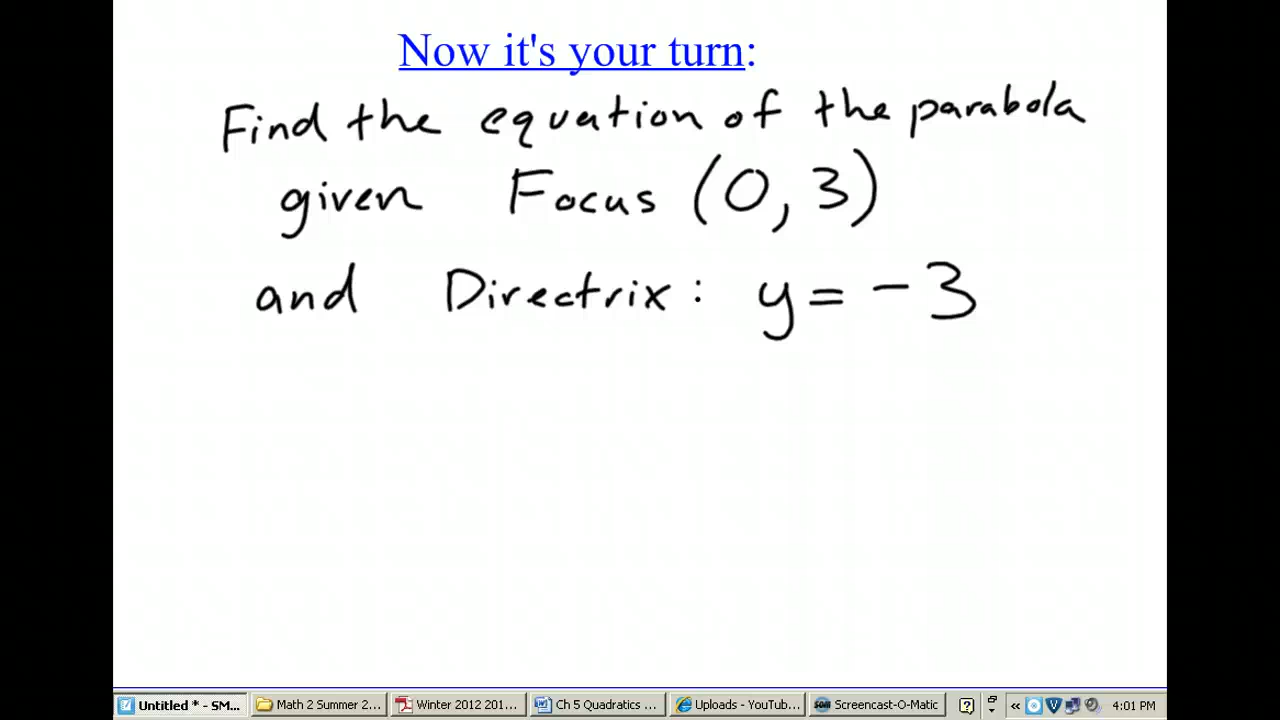 Now it's your turn:
Find the equation of the parabola
given Focus (0, 3)
and Directrix: y = -3
Untitled * - SM... Math 2 Summer 2... Winter 2012 201... Ch 5 Quadratics ... Uploads - YouTub... Screencast-O-Matic « 4:01 PM